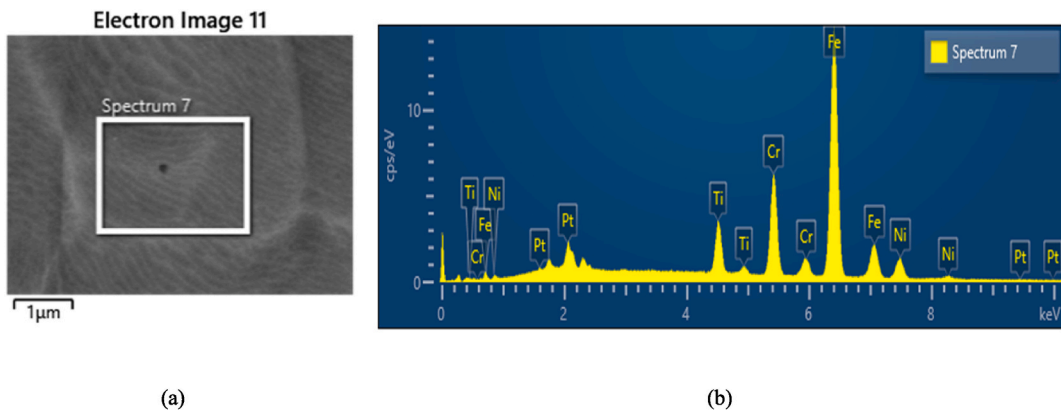 Electron Image 11
Spectrum 7
1µm
(a)
Spectrum 7
cps/eV
10
0
Ti
Ni
Fe
Cr
Pt
Pt
Ti
Ti
Cr
Cr
Fe
Fe
Ni
Ni
Pt
Pt
0
2
4
6
8
keV
(b)